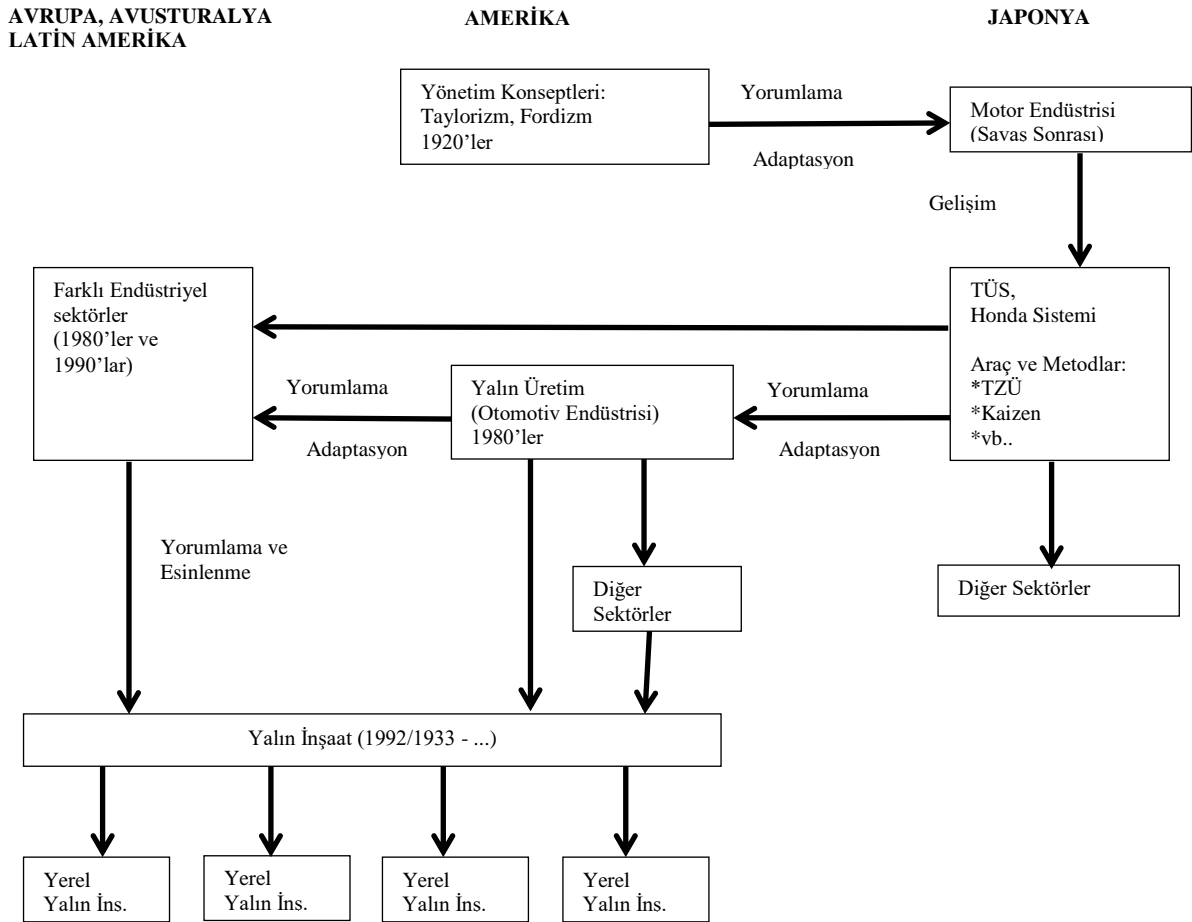 AVRUPA, AVUSTURALYA
LATİN AMERİKA
AMERİKA
JAPONYA
Yönetim Konseptleri:
Taylorizm, Fordizm
1920’ler
Yorumlama
Adaptasyon
Motor Endüstrisi
(Savas Sonrası)
Gelişim
Farklı Endüstriyel
sektörler
(1980’ler ve
1990’lar)
Yorumlama
Adaptasyon
Yalın Üretim
(Otomotiv Endüstrisi)
1980’ler
Yorumlama
Adaptasyon
TÜS,
Honda Sistemi
Araç ve Metodlar:
*TZÜ
*Kaizen
*vb..
Yorumlama ve
Esinlenme
Diğer
Sektörler
Diğer Sektörler
Yalın İnşaat (1992/1933 - ...)
Yerel
Yalın İns.
Yerel
Yalın İns.
Yerel
Yalın İns.
Yerel
Yalın İns.